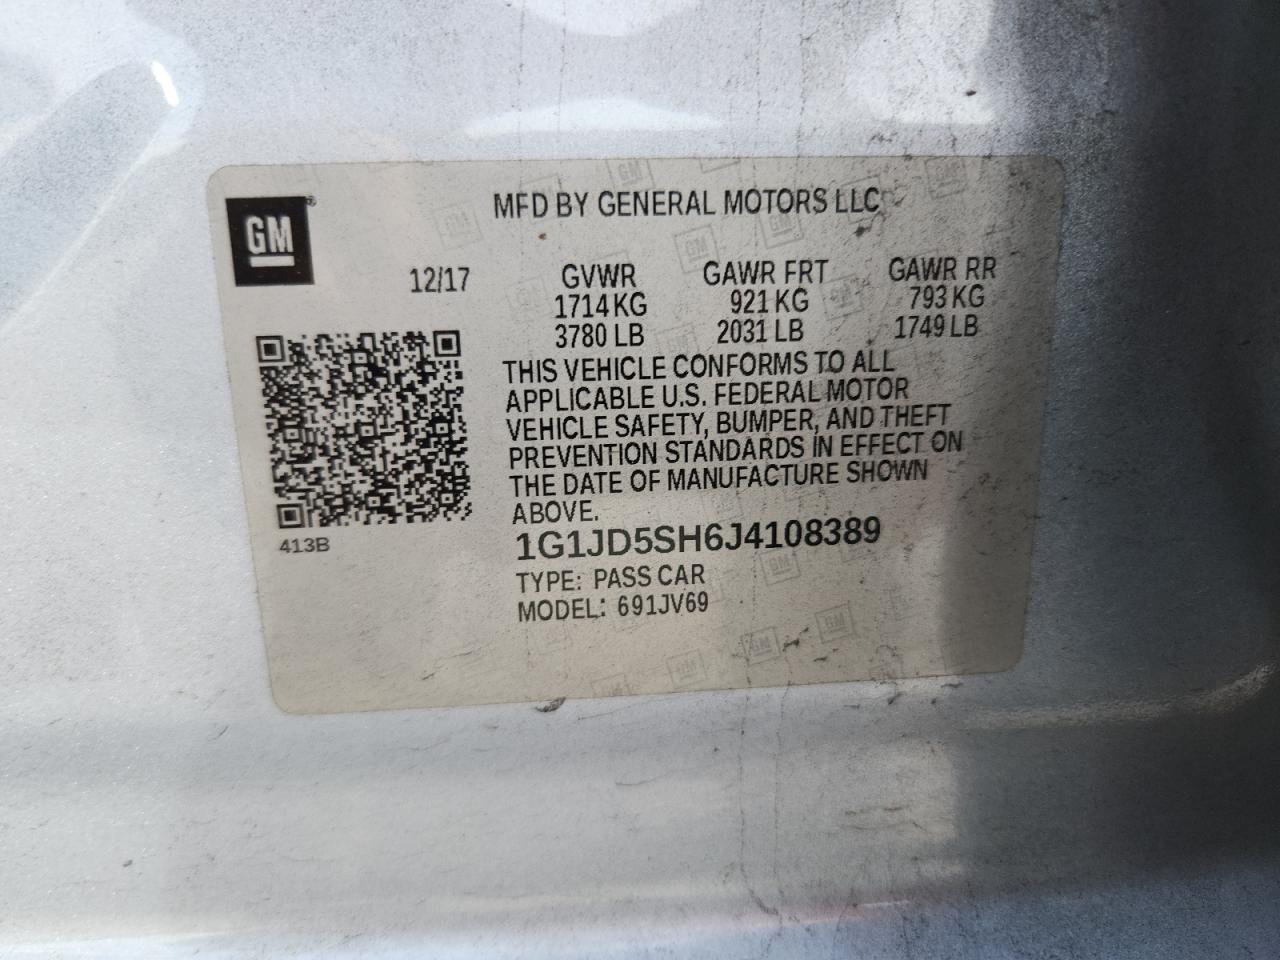 GM®
MFD BY GENERAL MOTORS LLC
12/17
GVWR GAWR FRT GAWR RR
1714 KG 921 KG 793 KG
3780 LB 2031 LB 1749 LB
THIS VEHICLE CONFORMS TO ALL
APPLICABLE U.S. FEDERAL MOTOR
VEHICLE SAFETY, BUMPER, AND THEFT
PREVENTION STANDARDS IN EFFECT ON
THE DATE OF MANUFACTURE SHOWN
ABOVE.
413B
1G1JD5SH6J4108389
TYPE: PASS CAR
MODEL: 691JV69